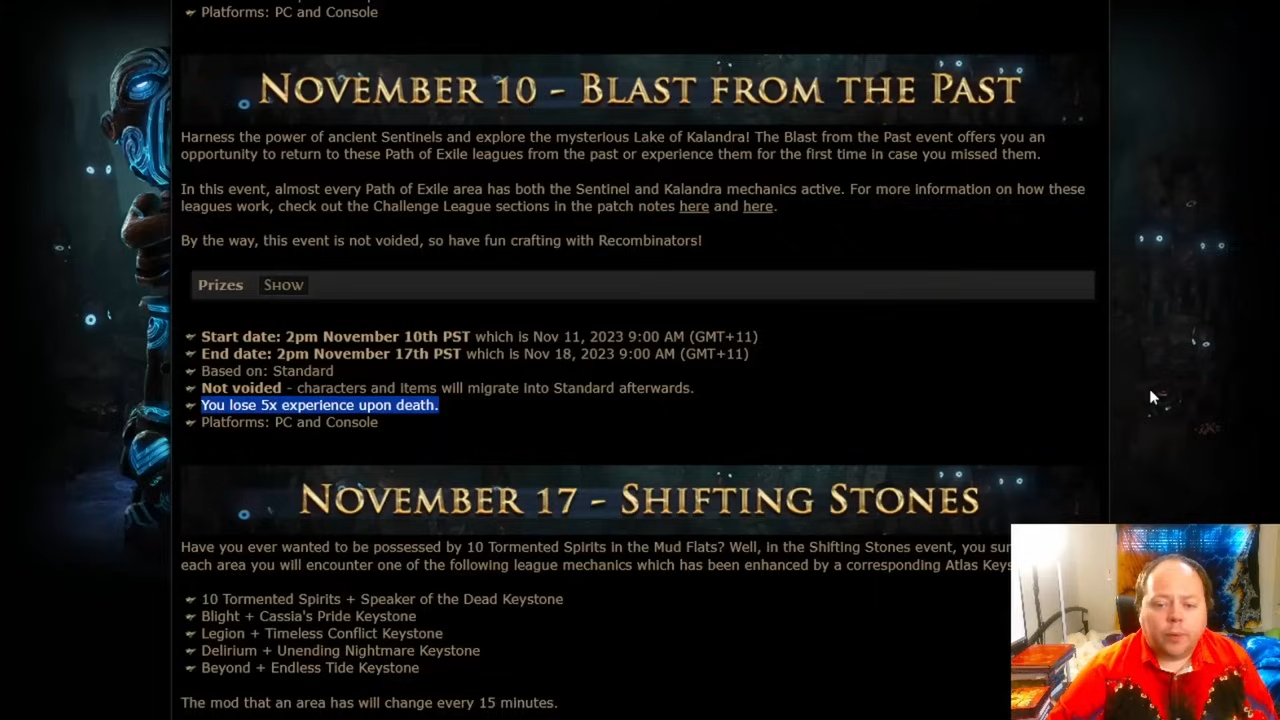 Platforms: PC and Console
November 10 - Blast from the Past
Harness the power of ancient Sentinels and explore the mysterious Lake of Kalandra! The Blast from the Past event offers you an
opportunity to return to these Path of Exile leagues from the past or experience them for the first time in case you missed them.
In this event, almost every Path of Exile area has both the Sentinel and Kalandra mechanics active. For more information on how these
leagues work, check out the Challenge League sections in the patch notes here and here.
By the way, this event is not voided, so have fun crafting with Recombinators!
Prizes Show
Start date: 2pm November 10th PST which is Nov 11, 2023 9:00 AM (GMT+11)
End date: 2pm November 17th PST which is Nov 18, 2023 9:00 AM (GMT+11)
Based on: Standard
Not voided - characters and items will migrate into Standard afterwards.
You lose 5x experience upon death.
Platforms: PC and Console
November 17 - Shifting Stones
Have you ever wanted to be possessed by 10 Tormented Spirits in the Mud Flats? Well, in the Shifting Stones event, you
each area you will encounter one of the following league mechanics which has been enhanced by a corresponding Atlas
10 Tormented Spirits + Speaker of the Dead Keystone
Blight + Cassia's Pride Keystone
Legion + Timeless Conflict Keystone
Delirium + Unending Nightmare Keystone
Beyond + Endless Tide Keystone
The mod that an area has will change every 15 minutes.